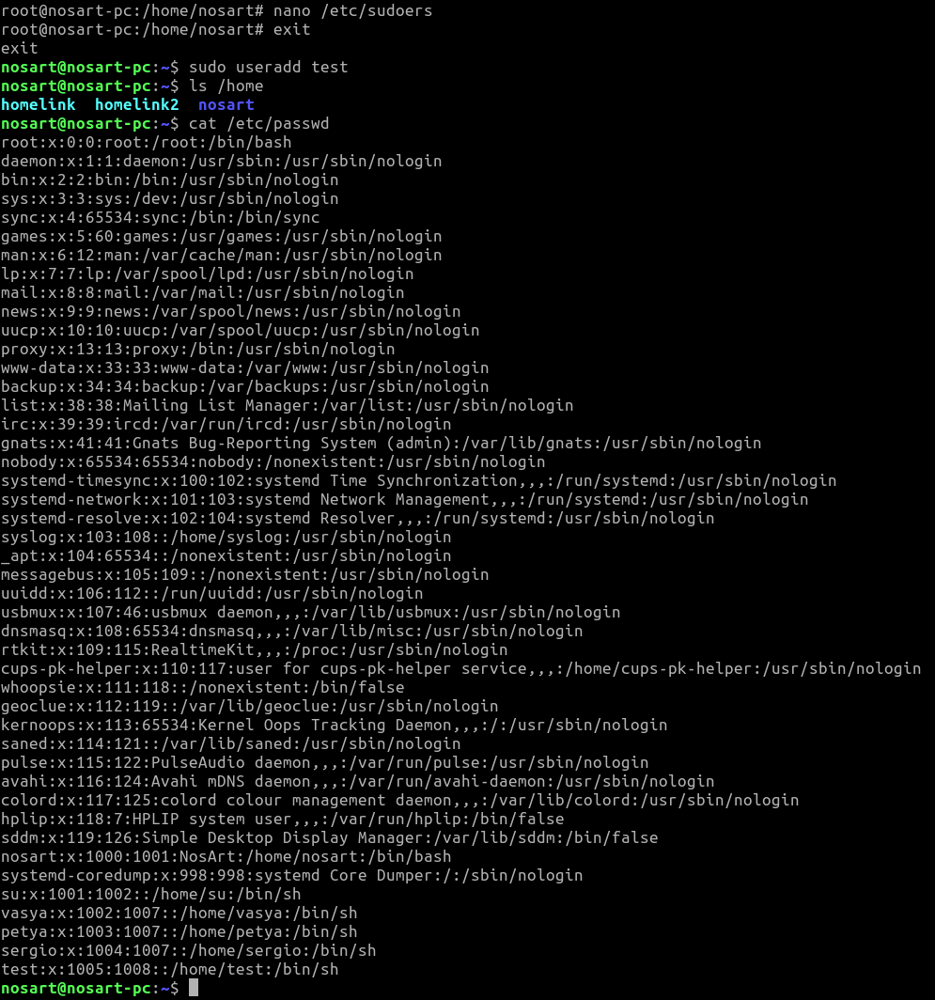 root@nosart-pc:/home/nosart# nano /etc/sudoers
root@nosart-pc:/home/nosart# exit
exit
nosart@nosart-pc:~$ sudo useradd test
nosart@nosart-pc:~$ ls /home
homelink  homelink2  nosart
nosart@nosart-pc:~$ cat /etc/passwd
root:x:0:0:root:/root:/bin/bash
daemon:x:1:1:daemon:/usr/sbin:/usr/sbin/nologin
bin:x:2:2:bin:/bin:/usr/sbin/nologin
sys:x:3:3:sys:/dev:/usr/sbin/nologin
sync:x:4:65534:sync:/bin:/bin/sync
games:x:5:60:games:/usr/games:/usr/sbin/nologin
man:x:6:12:man:/var/cache/man:/usr/sbin/nologin
lp:x:7:7:lp:/var/spool/lpd:/usr/sbin/nologin
mail:x:8:8:mail:/var/mail:/usr/sbin/nologin
news:x:9:9:news:/var/spool/news:/usr/sbin/nologin
uucp:x:10:10:uucp:/var/spool/uucp:/usr/sbin/nologin
proxy:x:13:13:proxy:/bin:/usr/sbin/nologin
www-data:x:33:33:www-data:/var/www:/usr/sbin/nologin
backup:x:34:34:backup:/var/backups:/usr/sbin/nologin
list:x:38:38:Mailing List Manager:/var/list:/usr/sbin/nologin
irc:x:39:39:ircd:/var/run/ircd:/usr/sbin/nologin
gnats:x:41:41:Gnats Bug-Reporting System (admin):/var/lib/gnats:/usr/sbin/nologin
nobody:x:65534:65534:nobody:/nonexistent:/usr/sbin/nologin
systemd-timesync:x:100:102:systemd Time Synchronization,,,:/run/systemd:/usr/sbin/nologin
systemd-network:x:101:103:systemd Network Management,,,:/run/systemd:/usr/sbin/nologin
systemd-resolve:x:102:104:systemd Resolver,,,:/run/systemd:/usr/sbin/nologin
syslog:x:103:108::/home/syslog:/usr/sbin/nologin
_apt:x:104:65534::/nonexistent:/usr/sbin/nologin
messagebus:x:105:109::/nonexistent:/usr/sbin/nologin
uuidd:x:106:112::/run/uuidd:/usr/sbin/nologin
usbmux:x:107:46:usbmux daemon,,,:/var/lib/usbmux:/usr/sbin/nologin
dnsmasq:x:108:65534:dnsmasq,,,:/var/lib/misc:/usr/sbin/nologin
rtkit:x:109:115:RealtimeKit,,,:/proc:/usr/sbin/nologin
cups-pk-helper:x:110:117:user for cups-pk-helper service,,,:/home/cups-pk-helper:/usr/sbin/nologin
whoopsie:x:111:118::/nonexistent:/bin/false
geoclue:x:112:119::/var/lib/geoclue:/usr/sbin/nologin
kernoops:x:113:65534:Kernel Oops Tracking Daemon,,,:/:/usr/sbin/nologin
saned:x:114:121::/var/lib/saned:/usr/sbin/nologin
pulse:x:115:122:PulseAudio daemon,,,:/var/run/pulse:/usr/sbin/nologin
avahi:x:116:124:Avahi mDNS daemon,,,:/var/run/avahi-daemon:/usr/sbin/nologin
colord:x:117:125:colord colour management daemon,,,:/var/lib/colord:/usr/sbin/nologin
hplip:x:118:7:HPLIP system user,,,:/var/run/hplip:/bin/false
sddm:x:119:126:Simple Desktop Display Manager:/var/lib/sddm:/bin/false
nosart:x:1000:1001:NosArt:/home/nosart:/bin/bash
systemd-coredump:x:998:998:systemd Core Dumper:/:/sbin/nologin
su:x:1001:1002::/home/su:/bin/sh
vasya:x:1002:1007::/home/vasya:/bin/sh
petya:x:1003:1007::/home/petya:/bin/sh
sergio:x:1004:1007::/home/sergio:/bin/sh
test:x:1005:1008::/home/test:/bin/sh
nosart@nosart-pc:~$